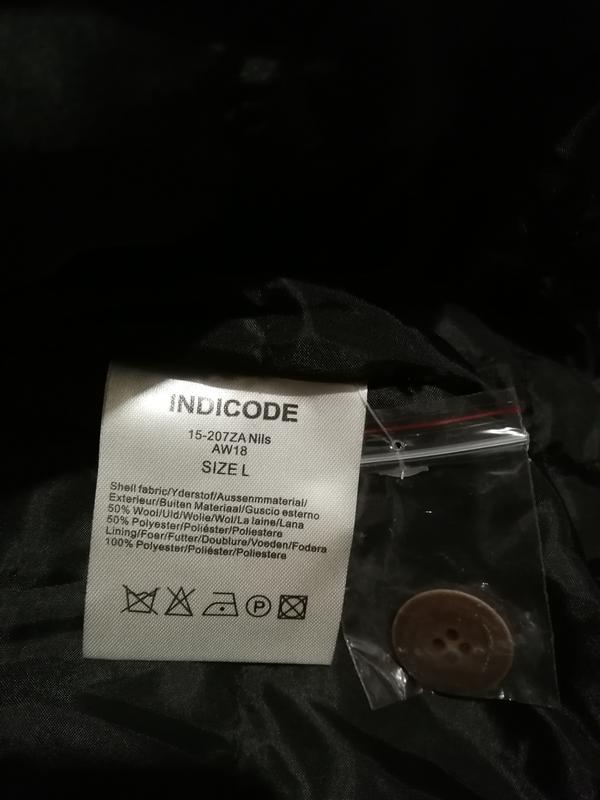 INDICODE
15-207ZA Nils
AW18
SIZE L
Shell fabric/Yderstof/Aussenmmaterial/
Exterieur/Buiten Materiaal/Guscio esterno
50% Wool/Uld/Wolle/Wol/La laine/Lana
50% Polyester/Poliéster/Poliestere
Lining/Foer/Futter/Doublure/Voeden/Fodera
100% Polyester/Poliéster/Poliestere
P